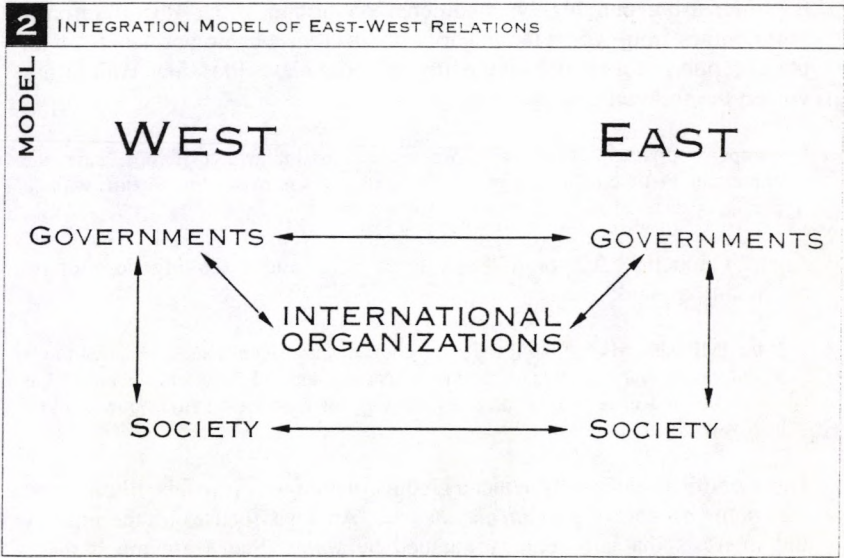 2 INTEGRATION MODEL OF EAST-WEST RELATIONS
MODEL
WEST EAST
GOVERNMENTS GOVERNMENTS
INTERNATIONAL
ORGANIZATIONS
SOCIETY SOCIETY